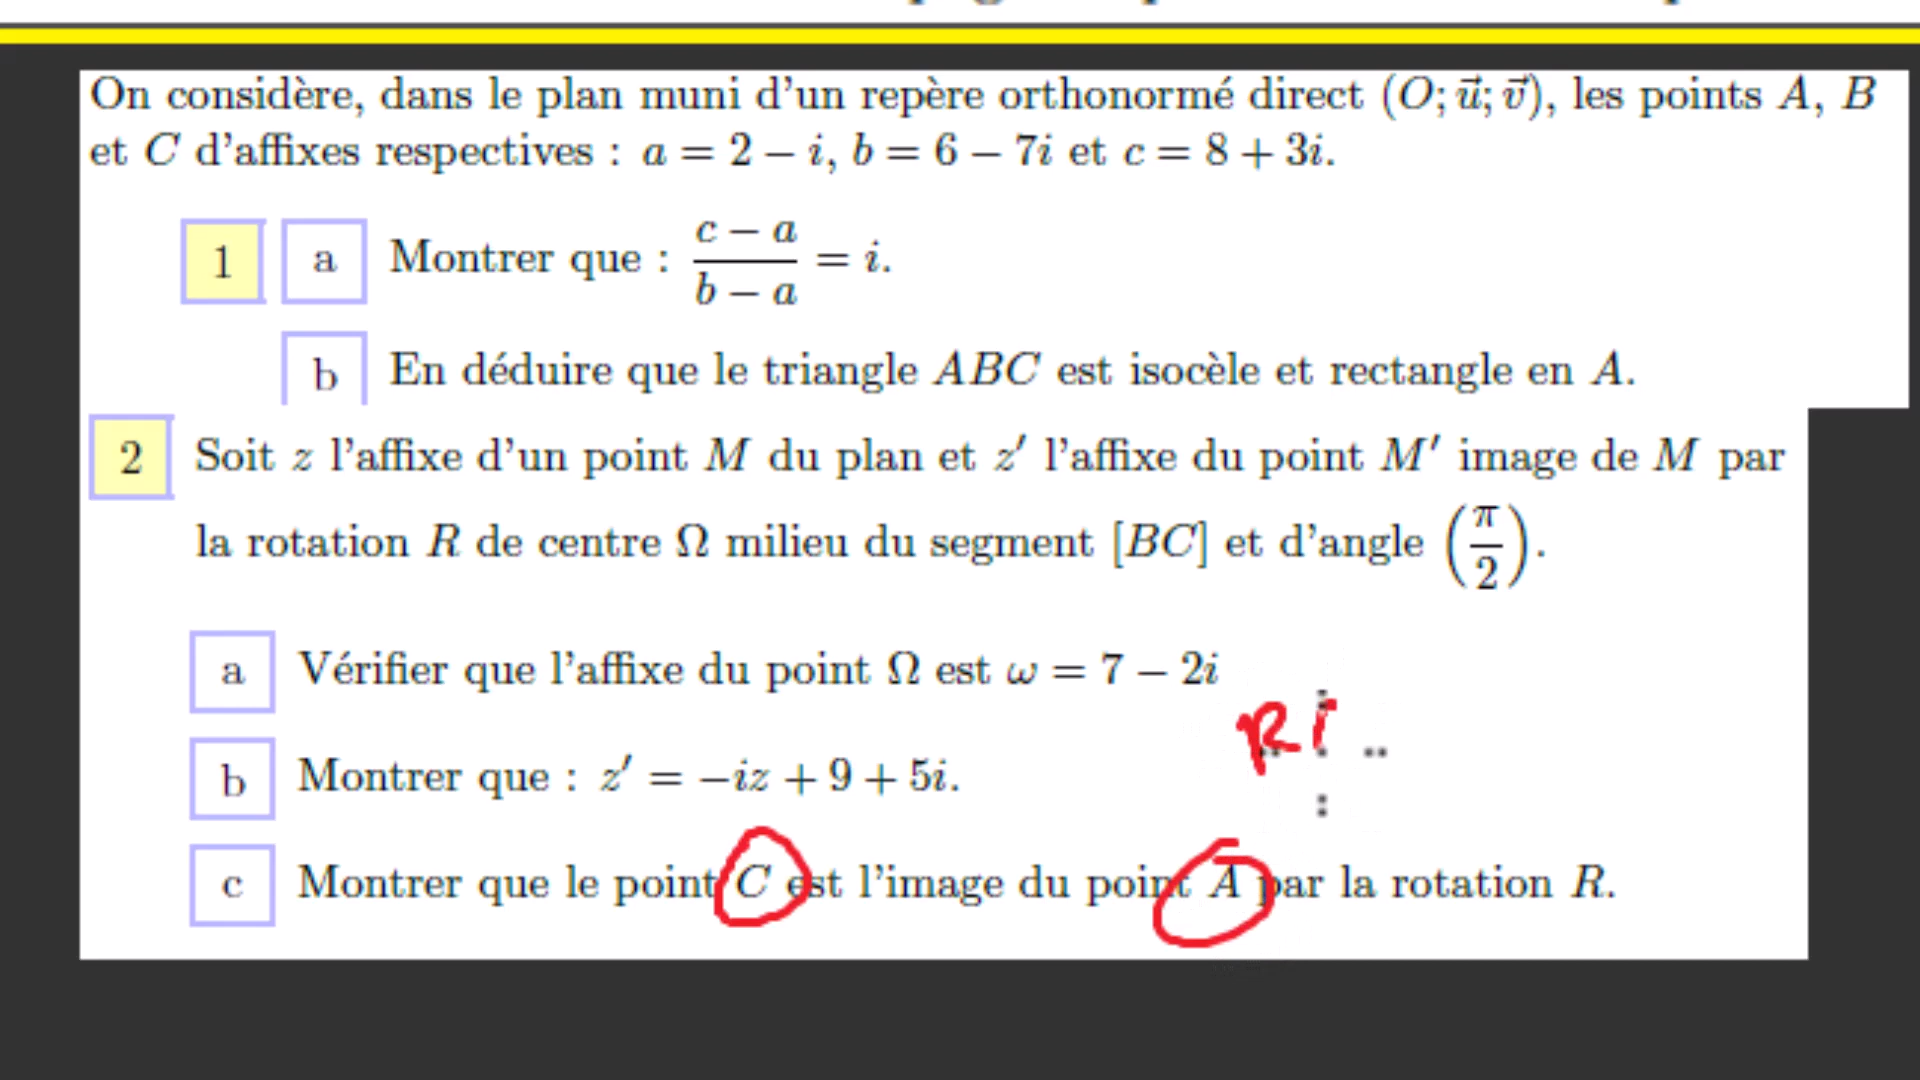 On considère, dans le plan muni d'un repère orthonormé direct (O; u⃗; v⃗), les points A, B
et C d'affixes respectives : a = 2 − i, b = 6 − 7i et c = 8 + 3i.
1 a Montrer que : (c − a)/(b − a) = i.
b En déduire que le triangle ABC est isocèle et rectangle en A.
2 Soit z l'affixe d'un point M du plan et z′ l'affixe du point M′ image de M par
la rotation R de centre Ω milieu du segment [BC] et d'angle (π/2).
a Vérifier que l'affixe du point Ω est ω = 7 − 2i
R
b Montrer que : z′ = −iz + 9 + 5i.
c Montrer que le point C est l'image du point A par la rotation R.